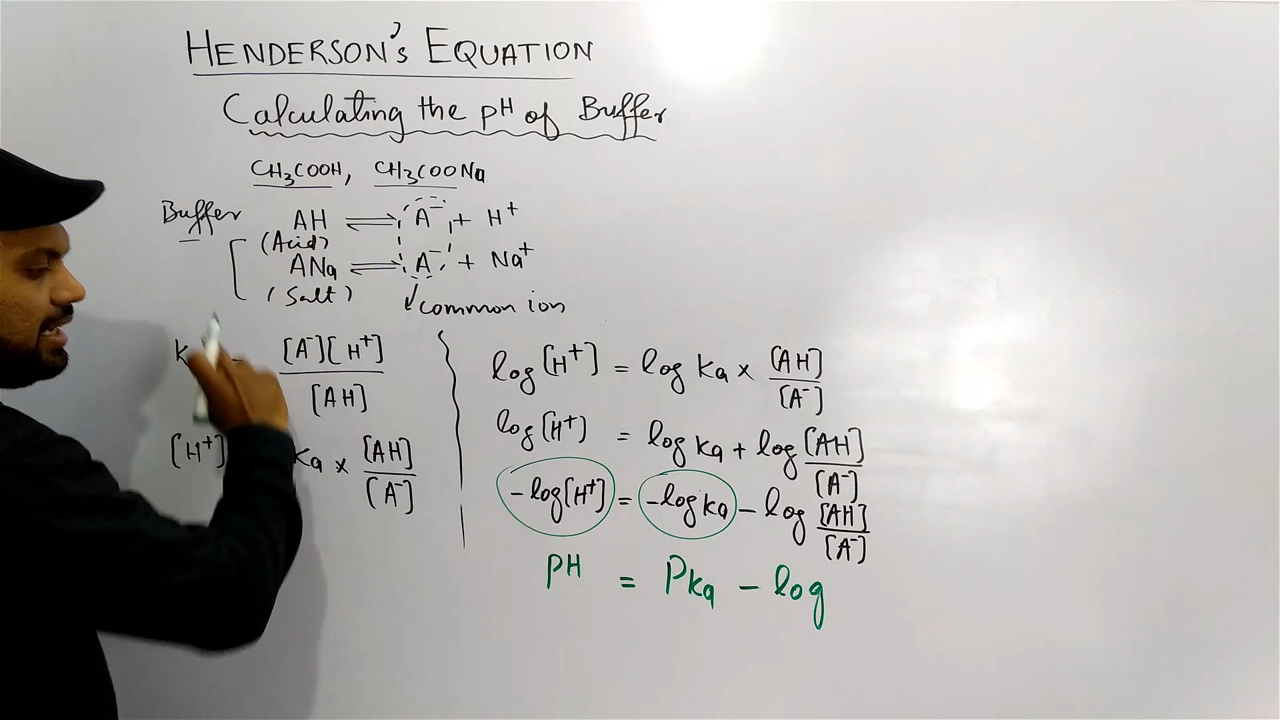 HENDERSON's EQUATION
Calculating the pH of Buffer
CH₃COOH, CH₃COONa
Buffer
AH ⇌ A⁻ + H⁺
(Acid)
ANa ⇌ A⁻ + Na⁺
(Salt)
common ion
K [A⁻][H⁺]
[AH]
[H⁺] Ka × [AH]
[A⁻]
log [H⁺] = log Ka × [AH]
[A⁻]
log [H⁺] = log Ka + log [AH]
[A⁻]
-log [H⁺] = -log Ka - log [AH]
[A⁻]
PH = PKa - log